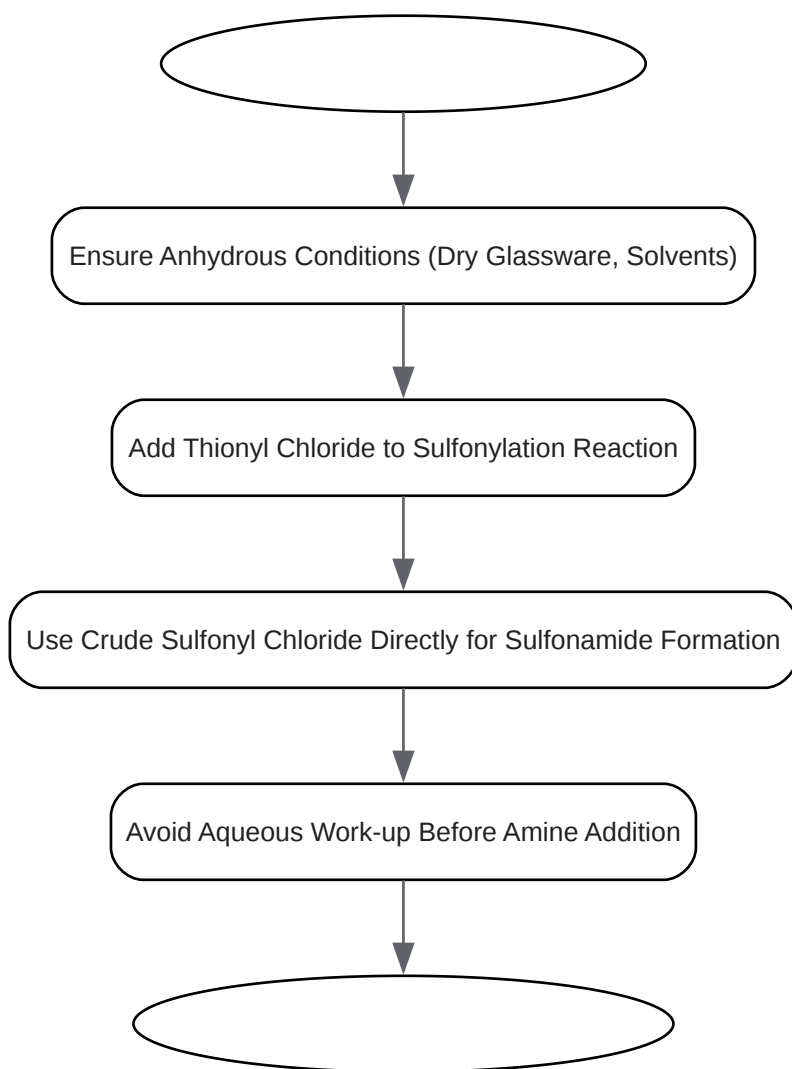 Ensure Anhydrous Conditions (Dry Glassware, Solvents)
Add Thionyl Chloride to Sulfonylation Reaction
Use Crude Sulfonyl Chloride Directly for Sulfonamide Formation
Avoid Aqueous Work-up Before Amine Addition